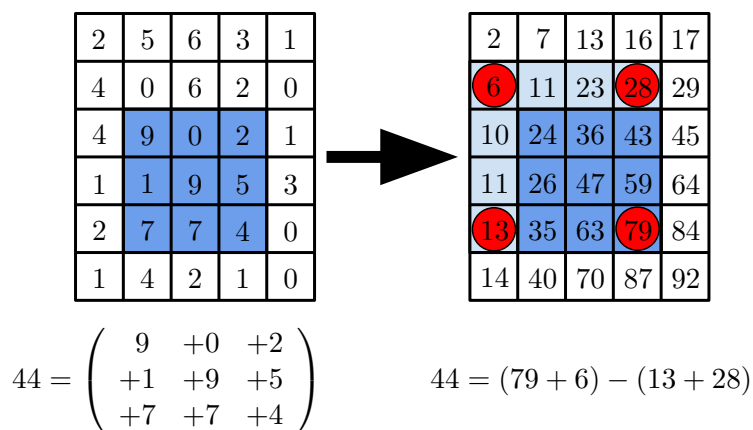 2 5 6 3 1
4 0 6 2 0
4 9 0 2 1
1 1 9 5 3
2 7 7 4 0
1 4 2 1 0
2 7 13 16 17
6 11 23 28 29
10 24 36 43 45
11 26 47 59 64
13 35 63 79 84
14 40 70 87 92
9 +0 +2
44 = ( +1 +9 +5 )
+7 +7 +4
44 = (79 + 6) − (13 + 28)